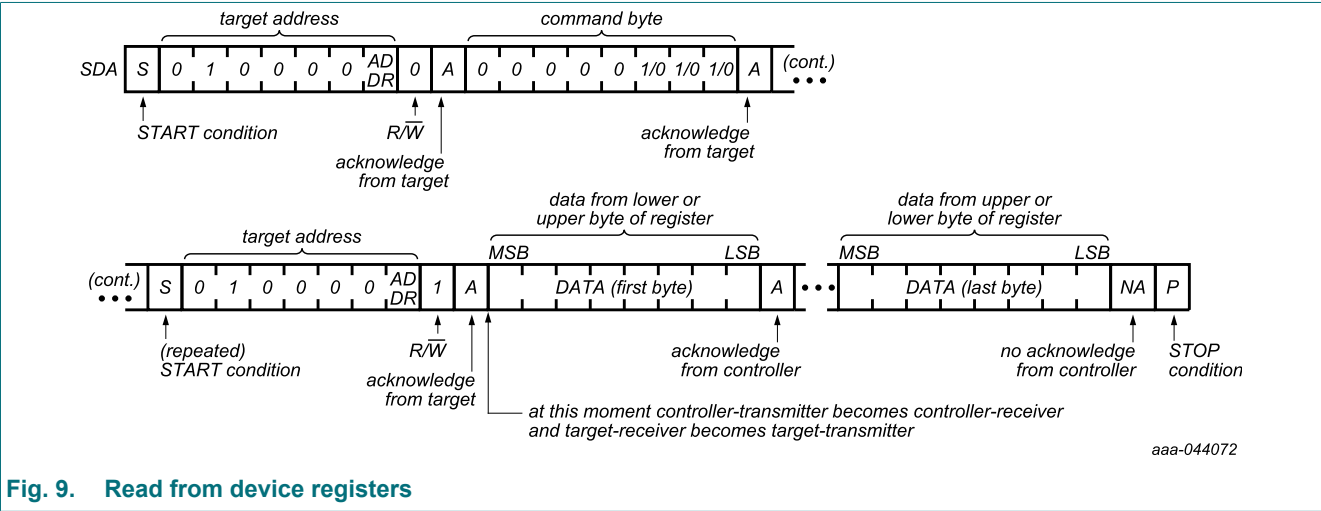 target address command byte
SDA S 0 1 0 0 0 0 AD DR 0 A 0 0 0 0 0 1/0 1/0 1/0 A (cont.)
START condition R/W̅ acknowledge from target acknowledge from target
data from lower or upper byte of register data from upper or lower byte of register
target address MSB LSB MSB LSB
(cont.) S 0 1 0 0 0 0 AD DR 1 A DATA (first byte) A DATA (last byte) NA P
(repeated) START condition R/W̅ acknowledge from target acknowledge from controller no acknowledge from controller STOP condition
at this moment controller-transmitter becomes controller-receiver
and target-receiver becomes target-transmitter
aaa-044072
Fig. 9. Read from device registers